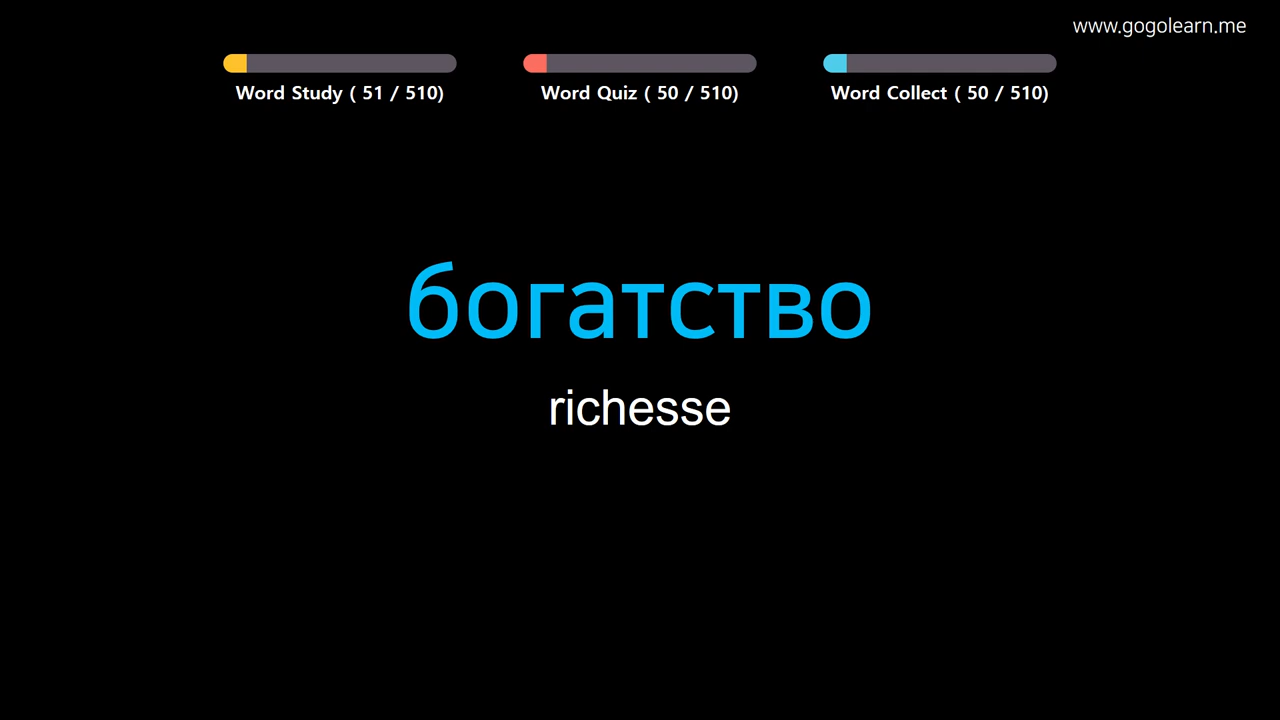 www.gogolearn.me
Word Study ( 51 / 510)
Word Quiz ( 50 / 510)
Word Collect ( 50 / 510)
богатство
richesse